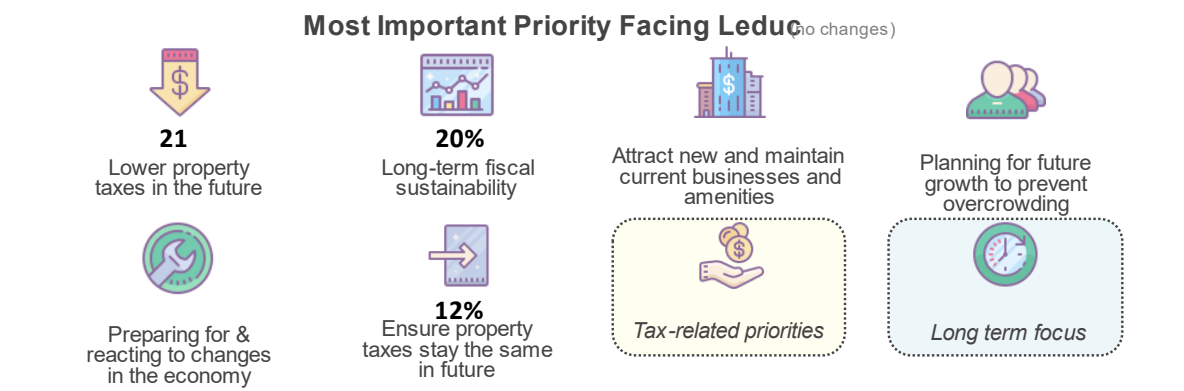 Most Important Priority Facing Leduc (no changes)
21
Lower property
taxes in the future
20%
Long-term fiscal
sustainability
Attract new and maintain
current businesses and
amenities
Planning for future
growth to prevent
overcrowding
Preparing for &
reacting to changes
in the economy
12%
Ensure property
taxes stay the same
in future
Tax-related priorities
Long term focus